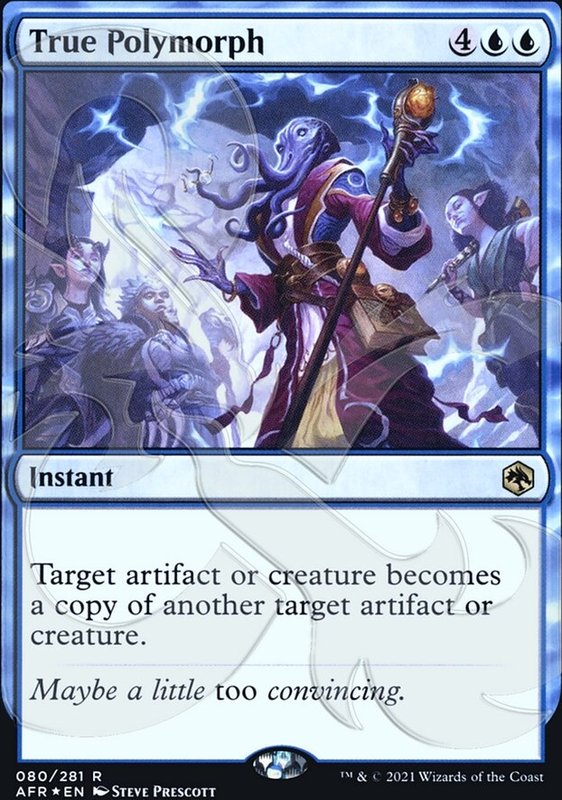 True Polymorph 4
Instant
Target artifact or creature becomes
a copy of another target artifact or
creature.
Maybe a little too convincing.
080/281 R
AFR ★ EN Steve Prescott
™ & © 2021 Wizards of the Coast